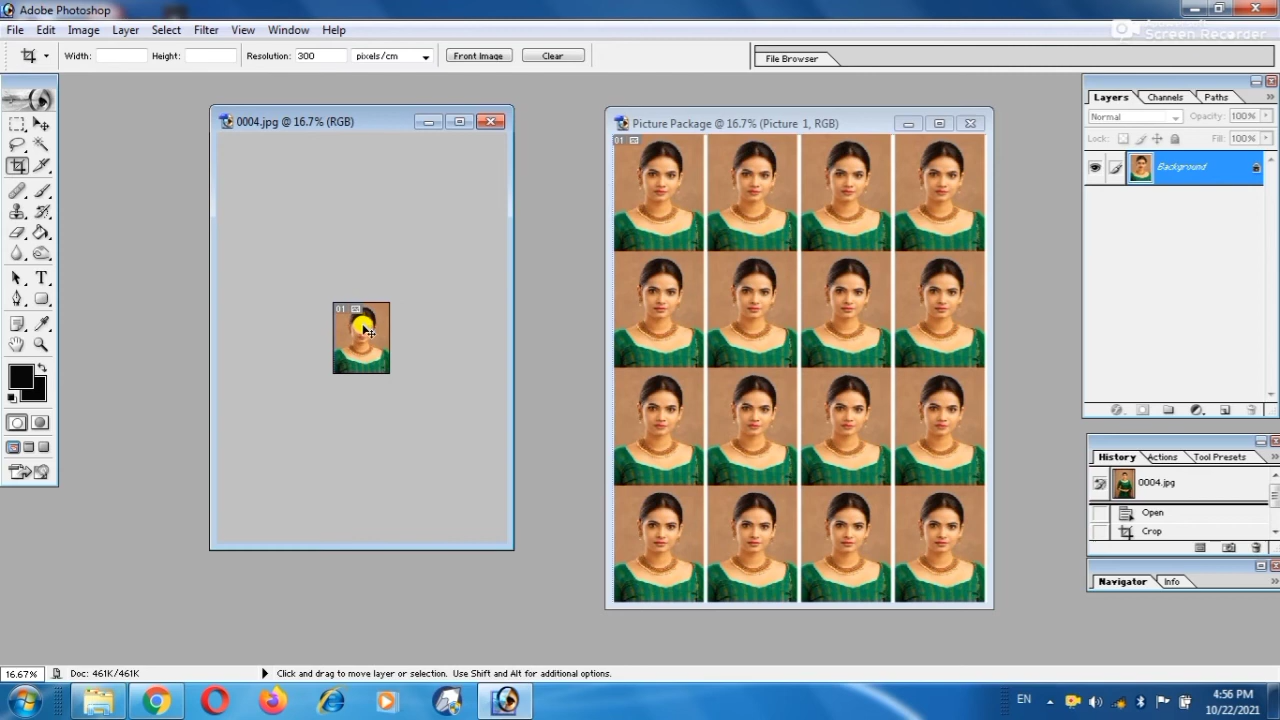 Adobe Photoshop
File Edit Image Layer Select Filter View Window Help
Screen Recorder
Width: Height: Resolution: 300 pixels/cm Front Image Clear
File Browser
0004.jpg @ 16.7% (RGB)
01
Picture Package @ 16.7% (Picture 1, RGB)
01
Layers Channels Paths
Normal Opacity: 100%
Lock: Fill: 100%
Background
History Actions Tool Presets
0004.jpg
Open
Crop
Navigator Info
16.67% Doc: 461K/461K Click and drag to move layer or selection. Use Shift and Alt for additional options.
EN
4:56 PM
10/22/2021